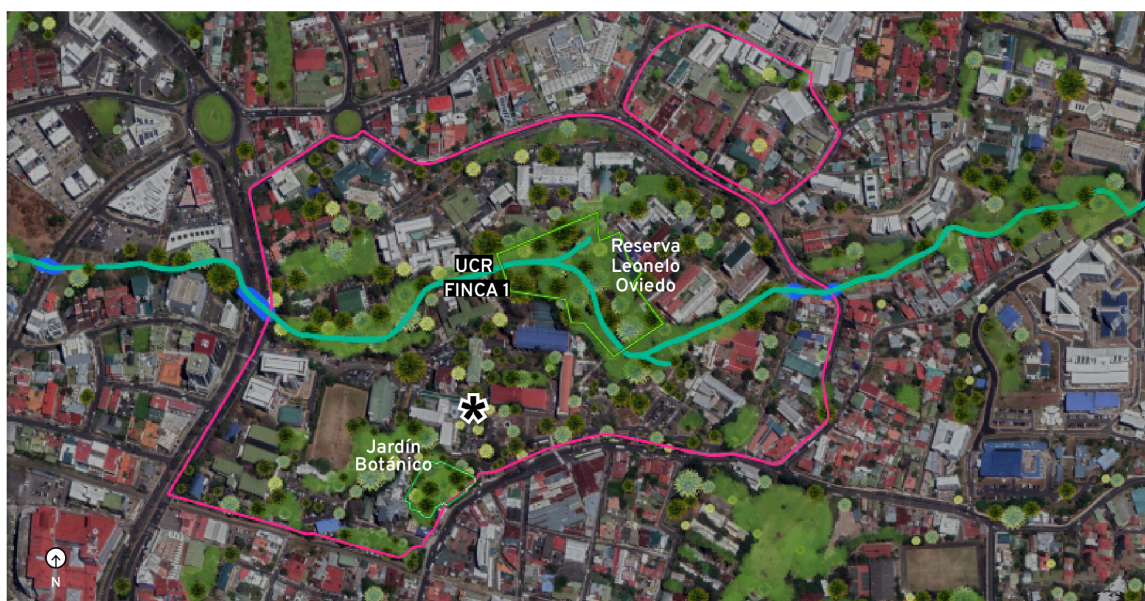 UCR
FINCA 1
Reserva
Leonelo
Oviedo
Jardín
Botánico
N